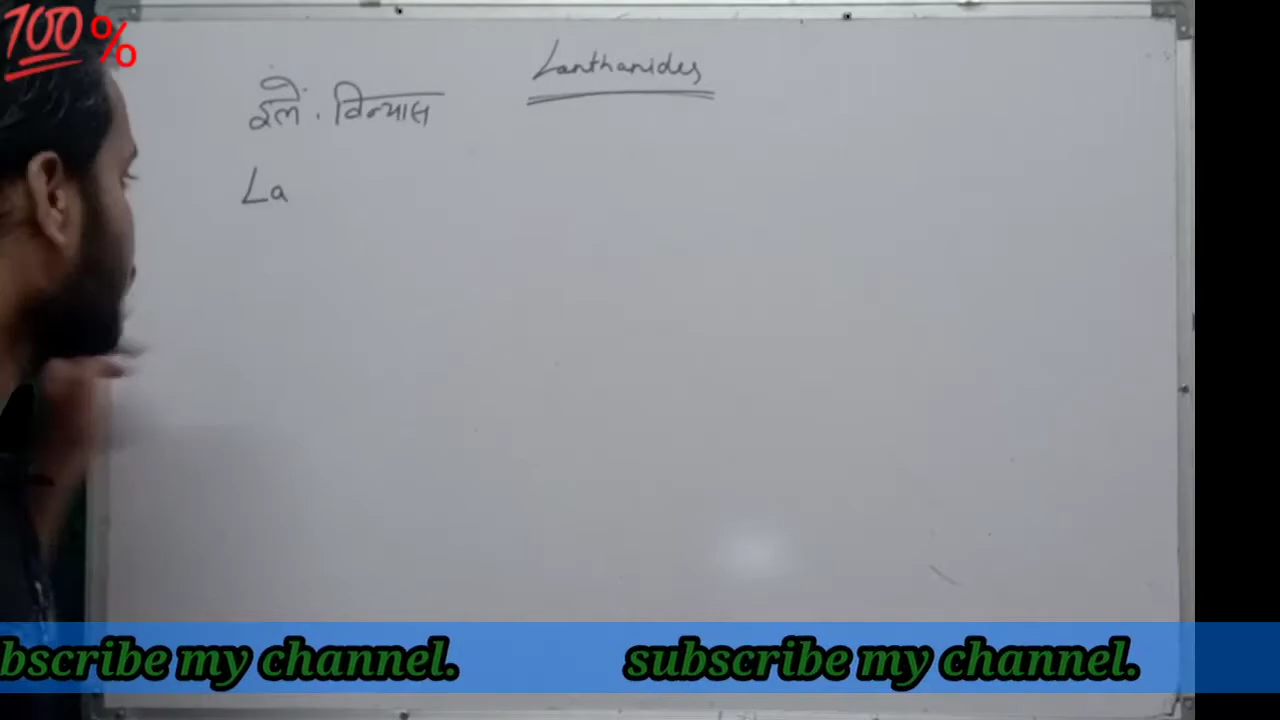 100%
Lanthanides
इले. विन्यास
La
bscribe my channel. subscribe my channel.